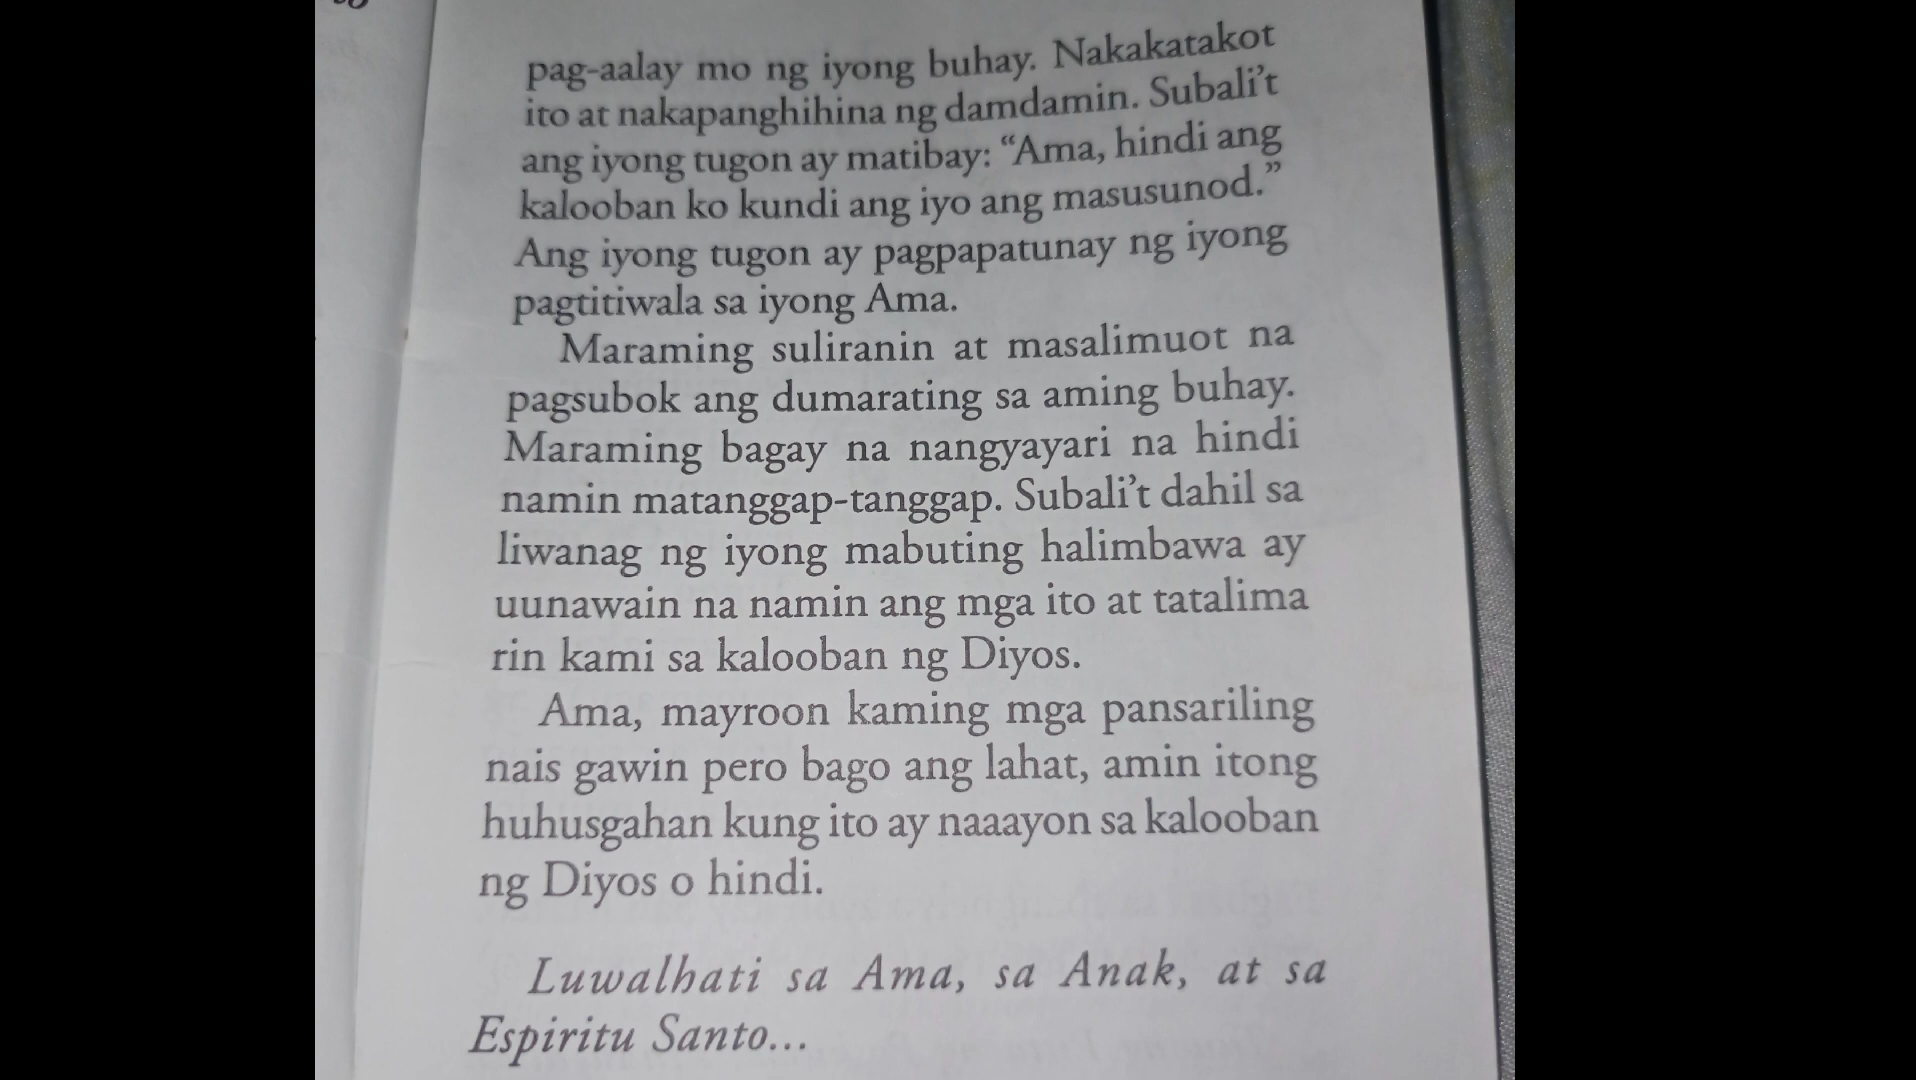 pag-aalay mo ng iyong buhay. Nakakatakot
ito at nakapanghihina ng damdamin. Subali’t
ang iyong tugon ay matibay: “Ama, hindi ang
kalooban ko kundi ang iyo ang masusunod.”
Ang iyong tugon ay pagpapatunay ng iyong
pagtitiwala sa iyong Ama.
Maraming suliranin at masalimuot na
pagsubok ang dumarating sa aming buhay.
Maraming bagay na nangyayari na hindi
namin matanggap-tanggap. Subali’t dahil sa
liwanag ng iyong mabuting halimbawa ay
uunawain na namin ang mga ito at tatalima
rin kami sa kalooban ng Diyos.
Ama, mayroon kaming mga pansariling
nais gawin pero bago ang lahat, amin itong
huhusgahan kung ito ay naaayon sa kalooban
ng Diyos o hindi.
Luwalhati sa Ama, sa Anak, at sa
Espiritu Santo...